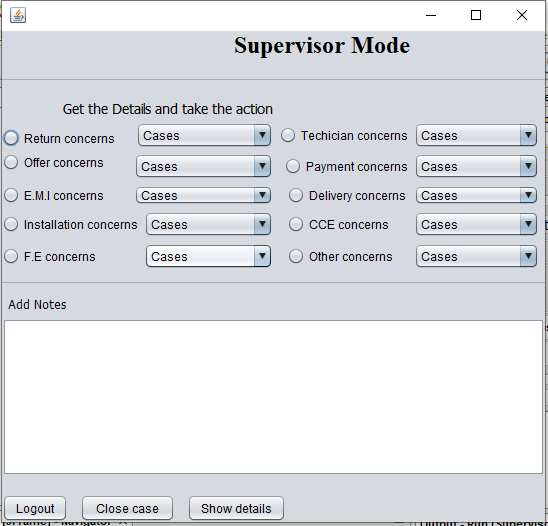 Supervisor Mode
Get the Details and take the action
Return concerns Cases Techician concerns Cases
Offer concerns Cases Payment concerns Cases
E.M.I concerns Cases Delivery concerns Cases
Installation concerns Cases CCE concerns Cases
F.E concerns Cases Other concerns Cases
Add Notes
Logout Close case Show details